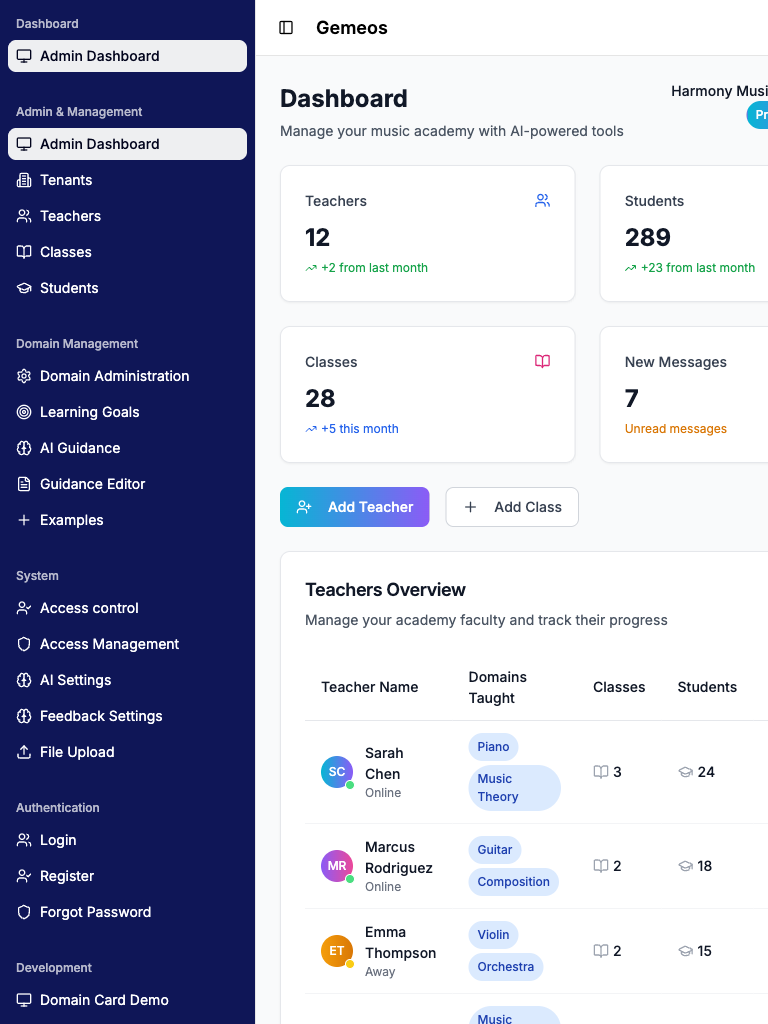 Dashboard
Admin Dashboard
Admin & Management
Admin Dashboard
Tenants
Teachers
Classes
Students
Domain Management
Domain Administration
Learning Goals
AI Guidance
Guidance Editor
Examples
System
Access control
Access Management
AI Settings
Feedback Settings
File Upload
Authentication
Login
Register
Forgot Password
Development
Domain Card Demo
Gemeos
Dashboard
Manage your music academy with AI-powered tools
Harmony
Teachers
12
+2 from last month
Students
289
+23 from last month
Classes
28
+5 this month
New Messages
7
Unread messages
Add Teacher
Add Class
Teachers Overview
Manage your academy faculty and track their progress
Teacher Name
Domains
Taught
Classes
Students
SC
Sarah
Chen
Online
Piano
Music
Theory
3
24
MR
Marcus
Rodriguez
Online
Guitar
Composition
2
18
ET
Emma
Thompson
Away
Violin
Orchestra
2
15
Music